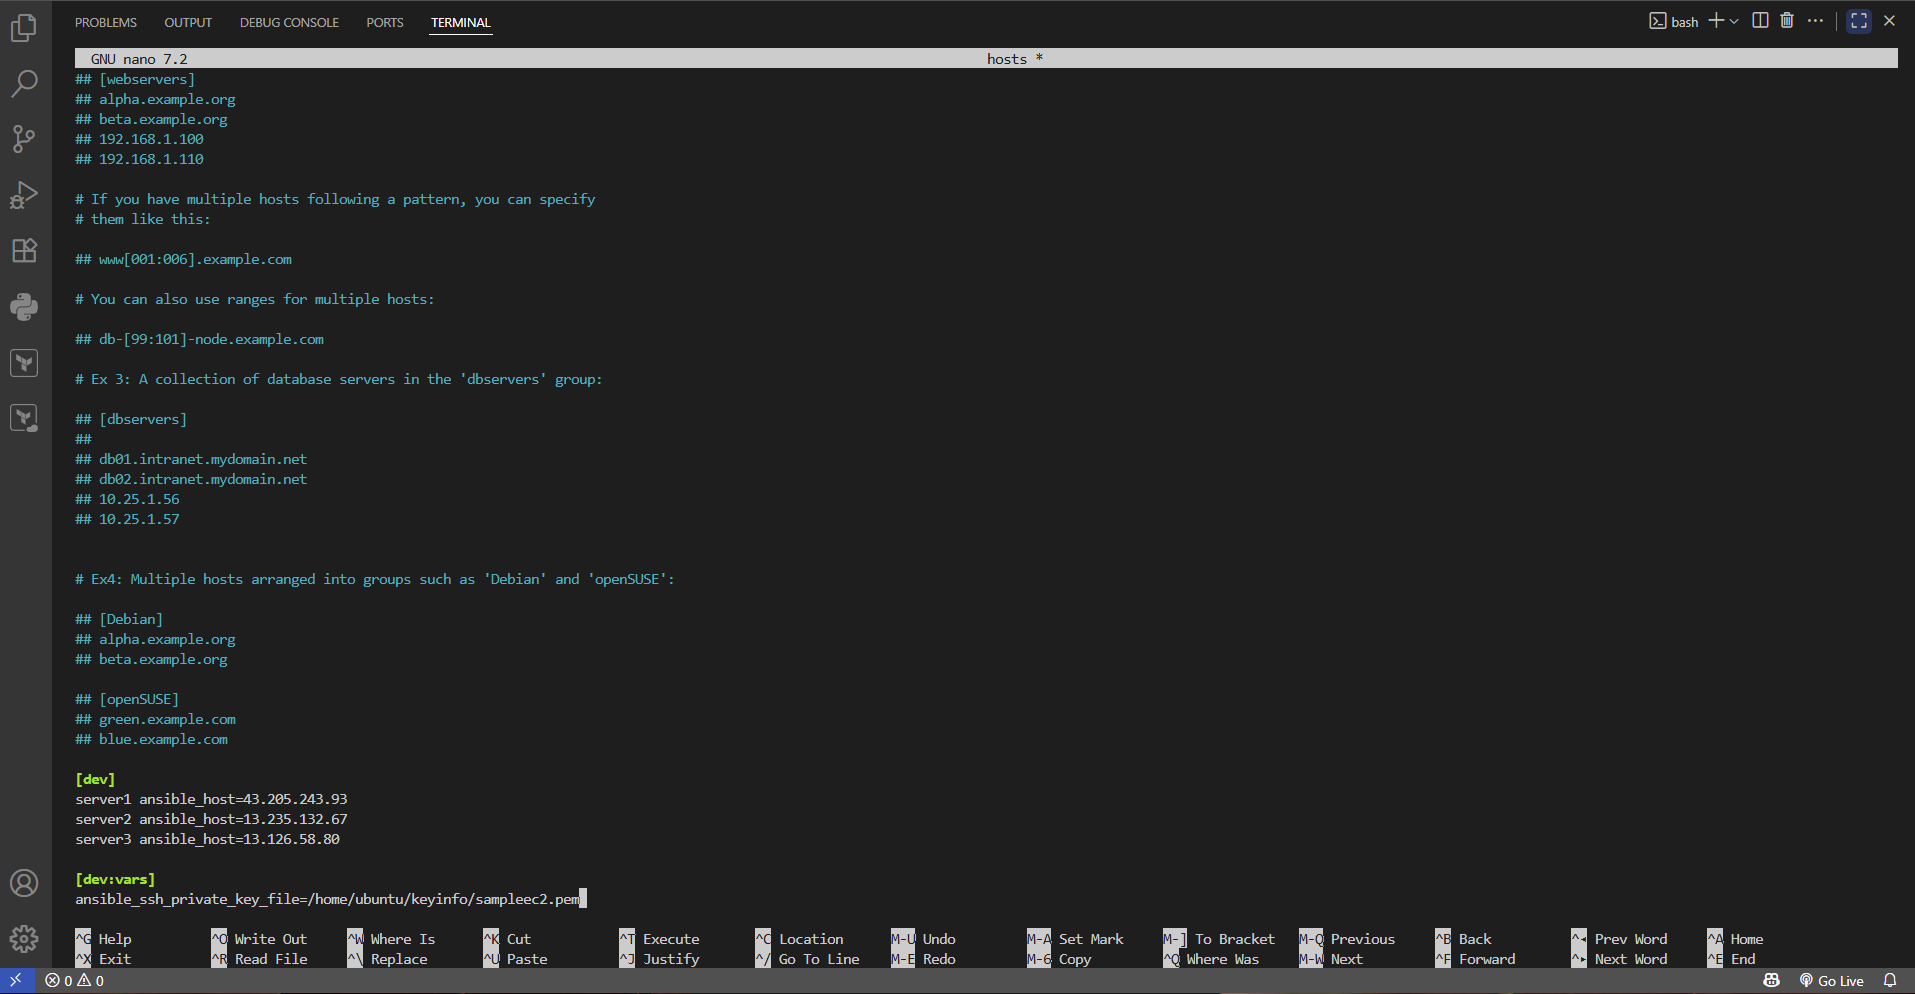 PROBLEMS OUTPUT DEBUG CONSOLE PORTS TERMINAL bash
GNU nano 7.2 hosts *
## [webservers]
## alpha.example.org
## beta.example.org
## 192.168.1.100
## 192.168.1.110
# If you have multiple hosts following a pattern, you can specify
# them like this:
## www[001:006].example.com
# You can also use ranges for multiple hosts:
## db-[99:101]-node.example.com
# Ex 3: A collection of database servers in the 'dbservers' group:
## [dbservers]
##
## db01.intranet.mydomain.net
## db02.intranet.mydomain.net
## 10.25.1.56
## 10.25.1.57
# Ex4: Multiple hosts arranged into groups such as 'Debian' and 'openSUSE':
## [Debian]
## alpha.example.org
## beta.example.org
## [openSUSE]
## green.example.com
## blue.example.com
[dev]
server1 ansible_host=43.205.243.93
server2 ansible_host=13.235.132.67
server3 ansible_host=13.126.58.80
[dev:vars]
ansible_ssh_private_key_file=/home/ubuntu/keyinfo/sampleec2.pem
^G Help ^O Write Out ^W Where Is ^K Cut ^T Execute ^C Location M-U Undo M-A Set Mark M-] To Bracket M-Q Previous ^B Back ^◂ Prev Word ^A Home
^X Exit ^R Read File ^\ Replace ^U Paste ^J Justify ^/ Go To Line M-E Redo M-6 Copy ^Q Where Was M-W Next ^F Forward ^▸ Next Word ^E End
0 0 Go Live